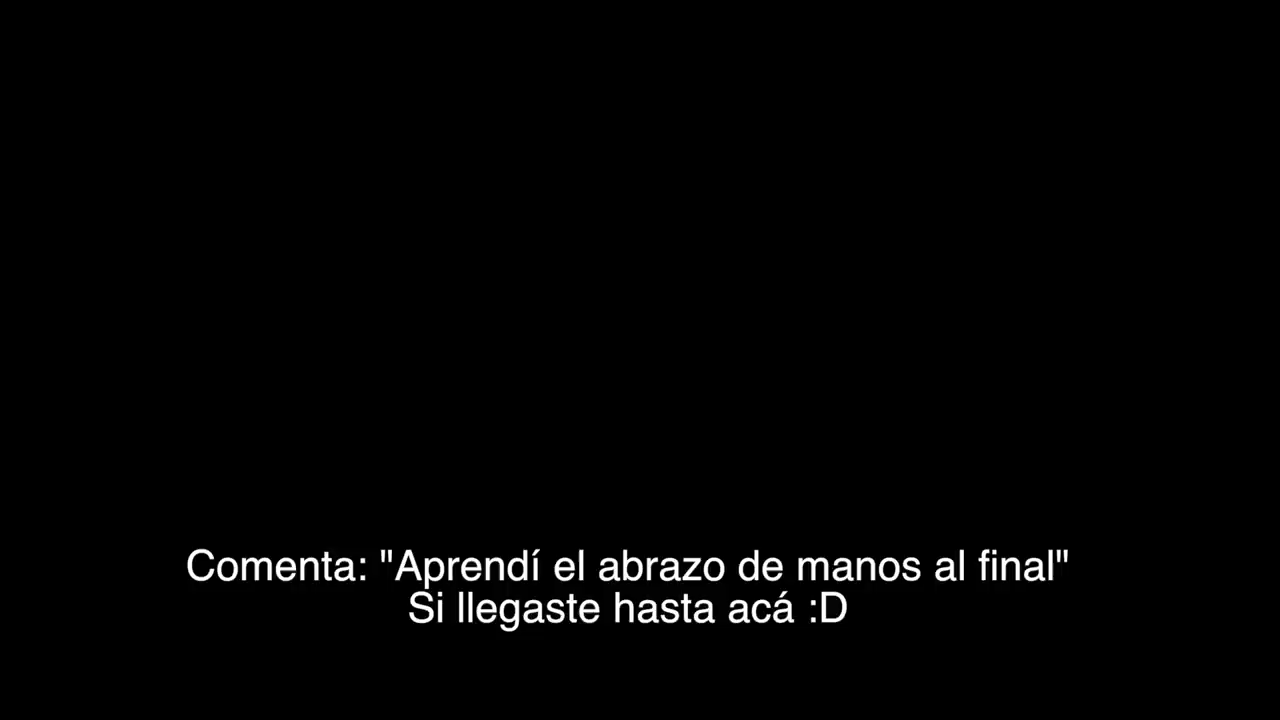 Comenta: "Aprendí el abrazo de manos al final"
Si llegaste hasta acá :D